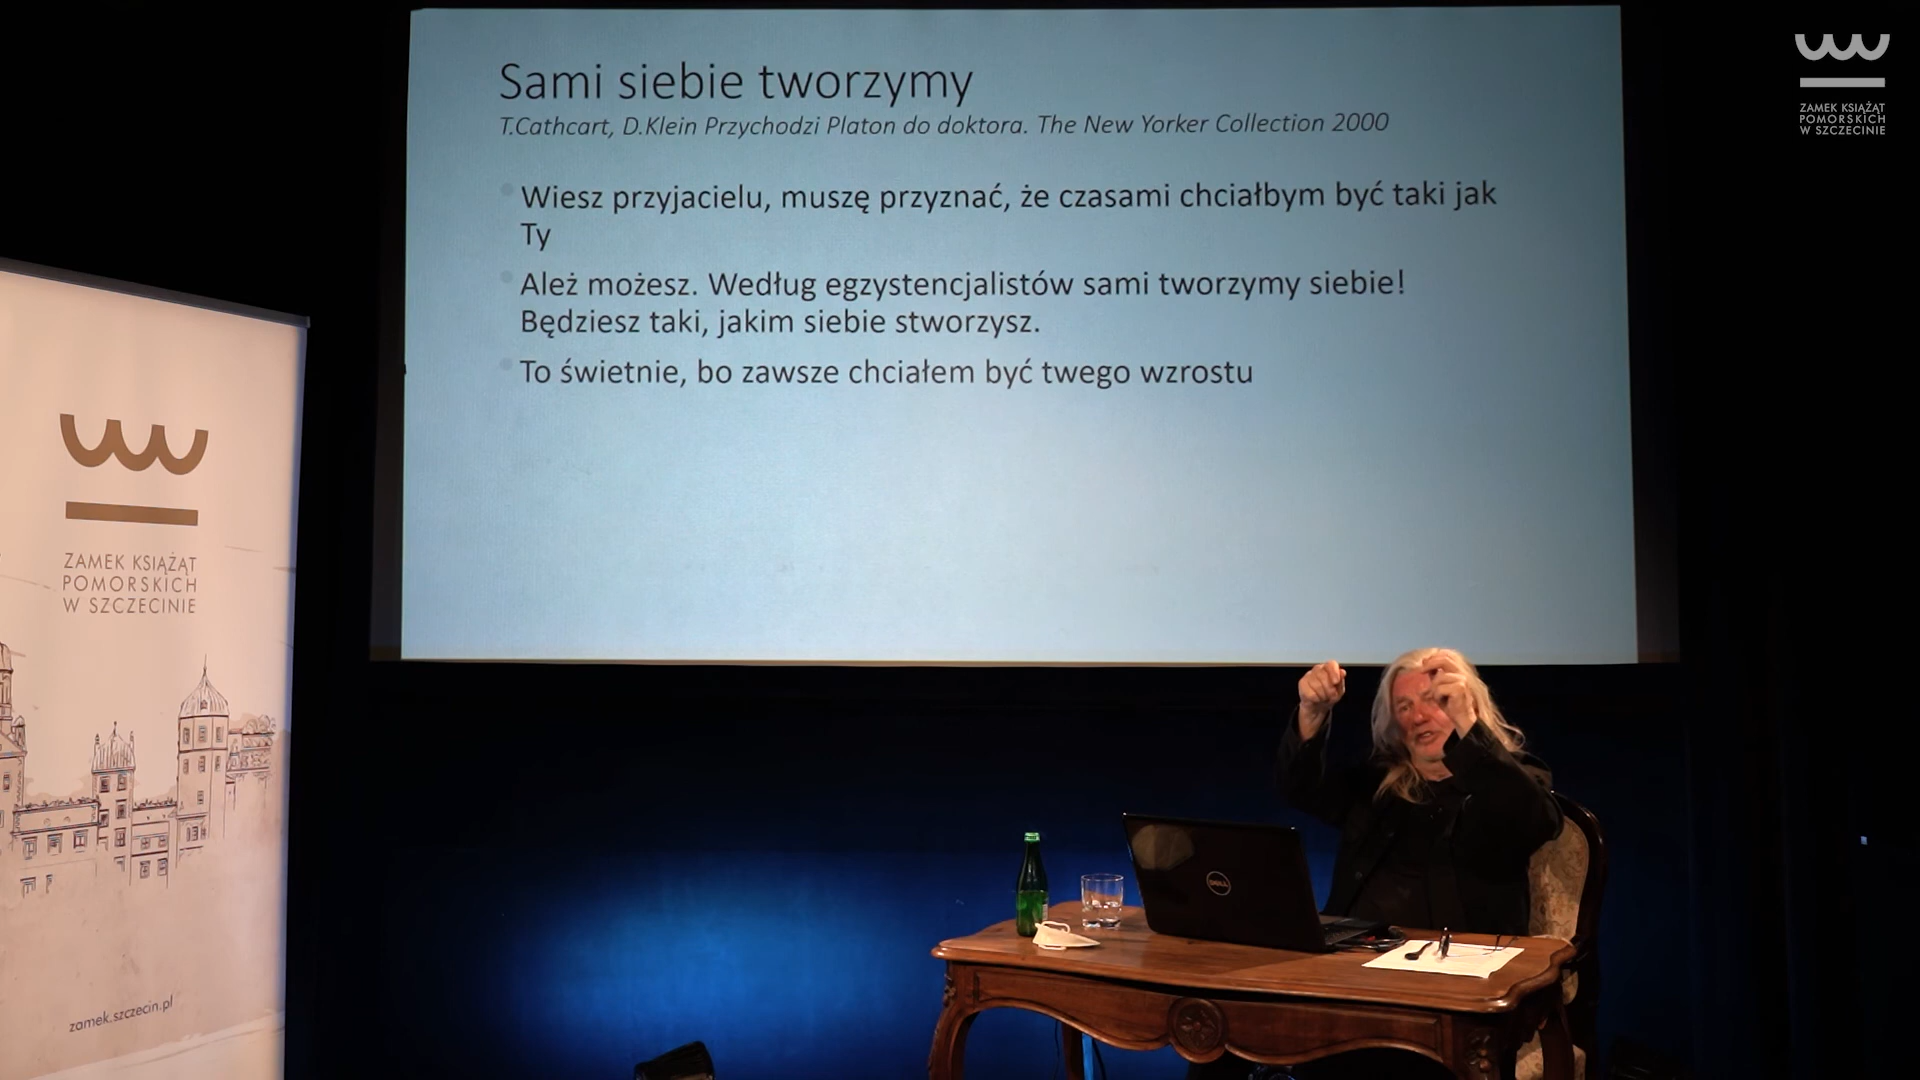 Sami siebie tworzymy
T.Cathcart, D.Klein Przychodzi Platon do doktora. The New Yorker Collection 2000
Wiesz przyjacielu, muszę przyznać, że czasami chciałbym być taki jak
Ty
Ależ możesz. Według egzystencjalistów sami tworzymy siebie!
Będziesz taki, jakim siebie stworzysz.
To świetnie, bo zawsze chciałem być twego wzrostu
ZAMEK KSIĄŻĄT
POMORSKICH
W SZCZECINIE
ZAMEK KSIĄŻĄT
POMORSKICH
W SZCZECINIE
zamek.szczecin.pl
DELL